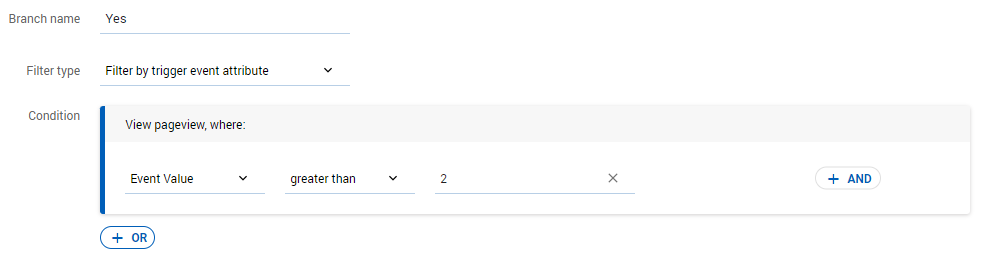 Branch name Yes
Filter type Filter by trigger event attribute
Condition
View pageview, where:
Event Value greater than 2 + AND
+ OR